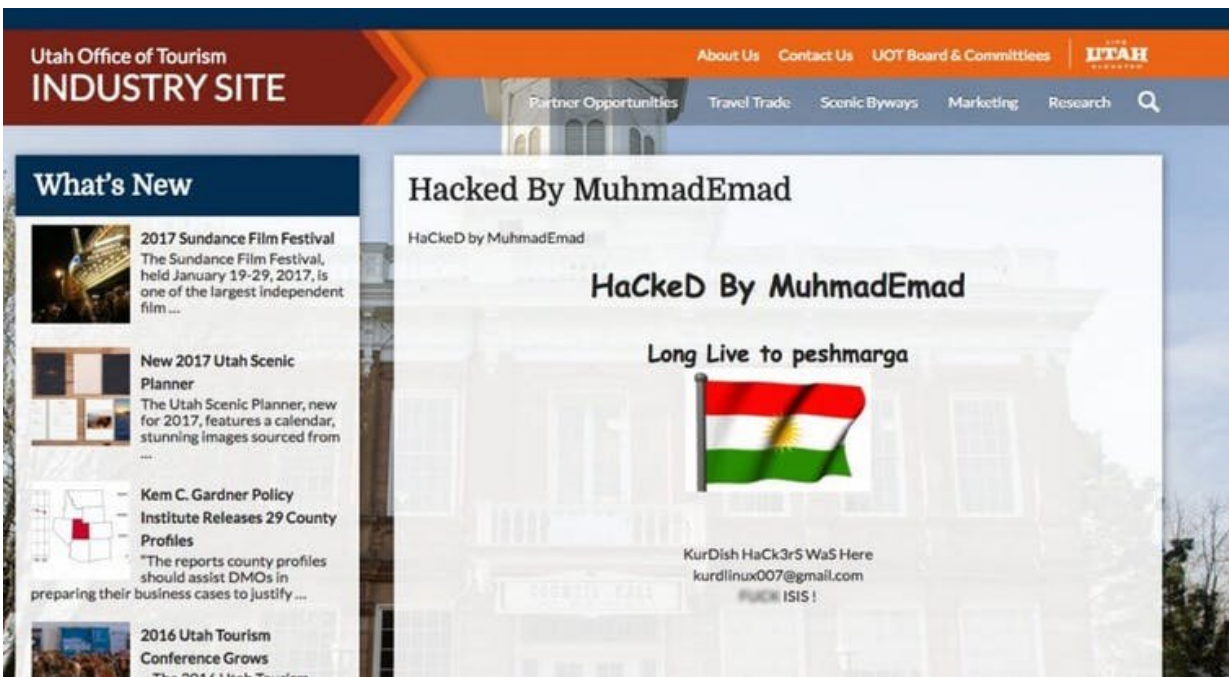 Utah Office of Tourism
INDUSTRY SITE
About Us Contact Us UOT Board & Committiees
UTAH
Partner Opportunities Travel Trade Scenic Byways Marketing Research
What's New
2017 Sundance Film Festival
The Sundance Film Festival,
held January 19-29, 2017, is
one of the largest independent
film ...
New 2017 Utah Scenic
Planner
The Utah Scenic Planner, new
for 2017, features a calendar,
stunning images sourced from
...
Kem C. Gardner Policy
Institute Releases 29 County
Profiles
"The reports county profiles
should assist DMOs in
preparing their business cases to justify ...
2016 Utah Tourism
Conference Grows
Hacked By MuhmadEmad
HaCkeD by MuhmadEmad
HaCkeD By MuhmadEmad
Long Live to peshmarga
KurDish HaCk3rS WaS Here
kurdlinux007@gmail.com
ISIS !
COUNCIL HALL